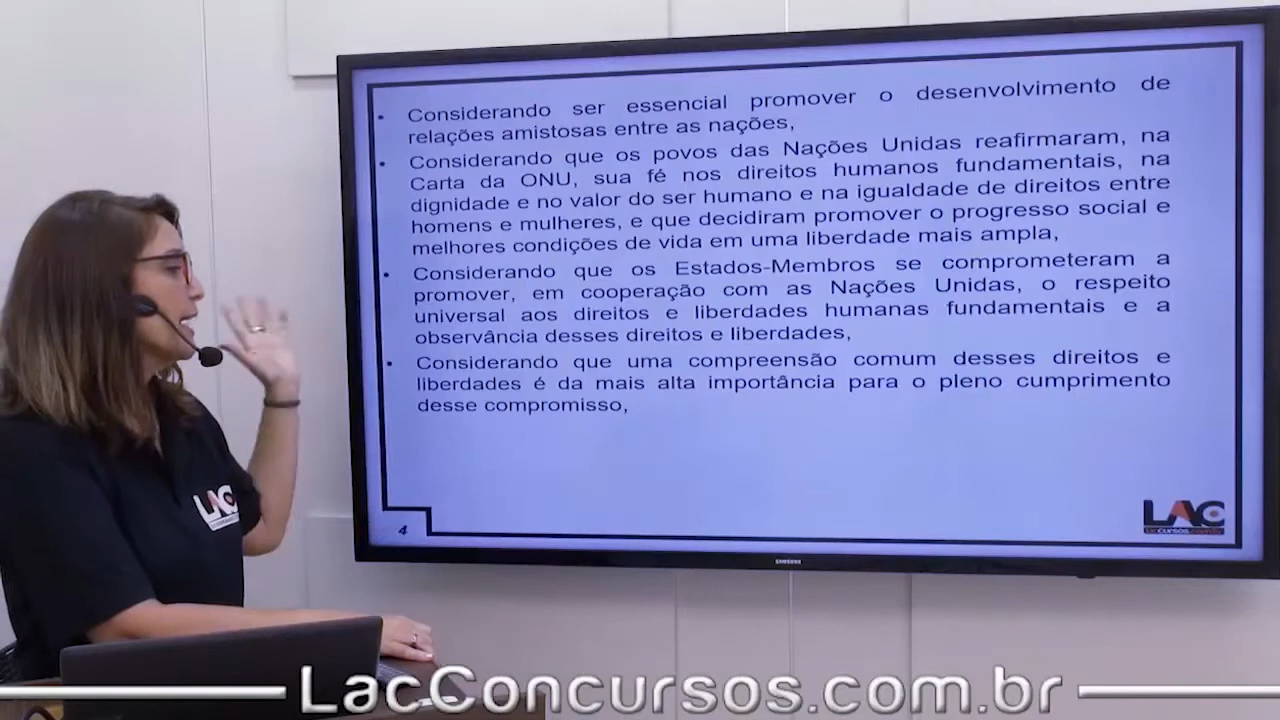 • Considerando ser essencial promover o desenvolvimento de
relações amistosas entre as nações,
• Considerando que os povos das Nações Unidas reafirmaram, na
Carta da ONU, sua fé nos direitos humanos fundamentais, na
dignidade e no valor do ser humano e na igualdade de direitos entre
homens e mulheres, e que decidiram promover o progresso social e
melhores condições de vida em uma liberdade mais ampla,
• Considerando que os Estados-Membros se comprometeram a
promover, em cooperação com as Nações Unidas, o respeito
universal aos direitos e liberdades humanas fundamentais e a
observância desses direitos e liberdades,
• Considerando que uma compreensão comum desses direitos e
liberdades é da mais alta importância para o pleno cumprimento
desse compromisso,
4
LAC
SAMSUNG
LAC
LacConcursos.com.br